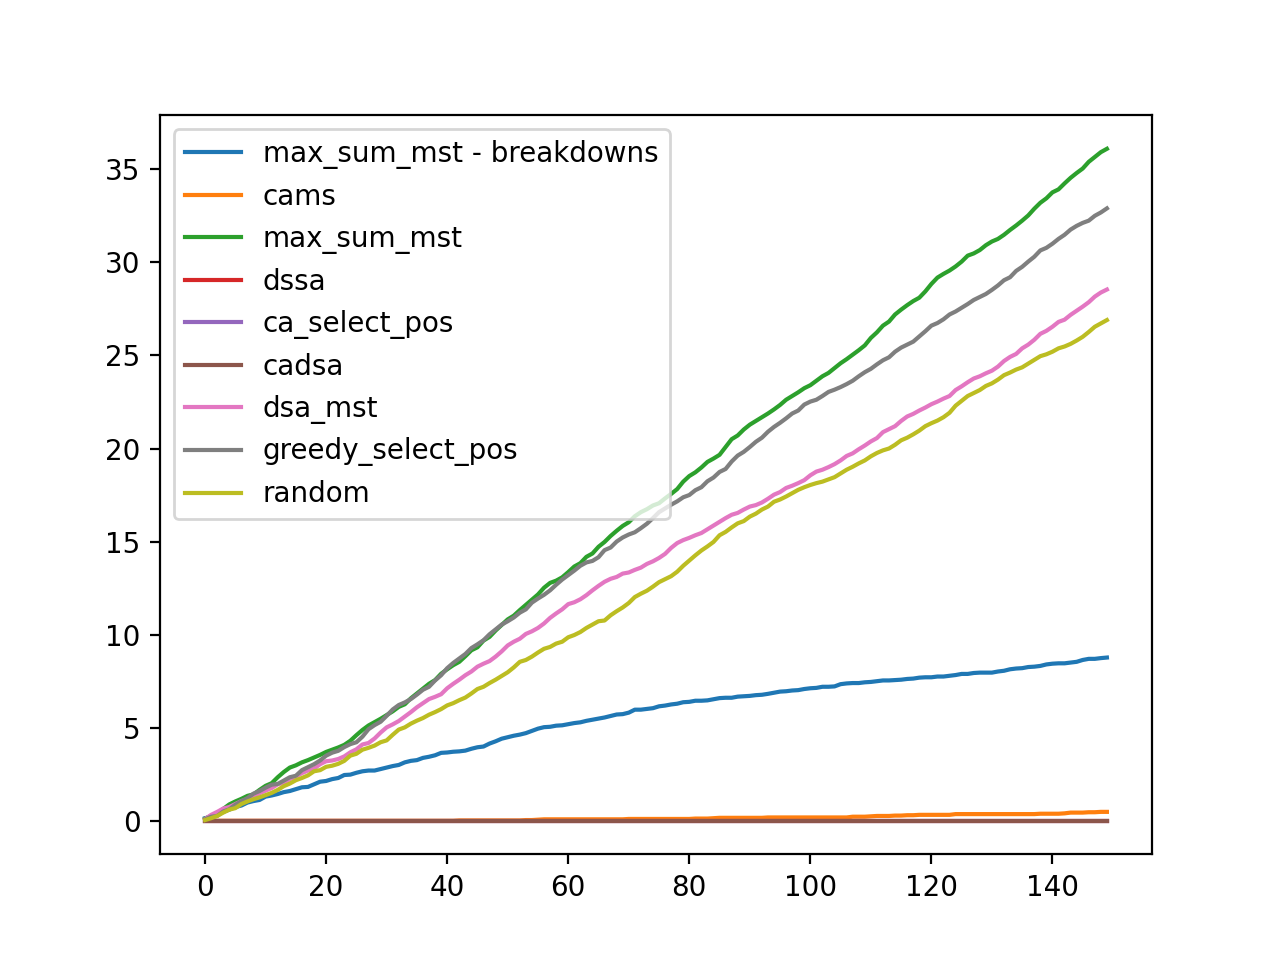 max_sum_mst - breakdowns
cams
max_sum_mst
dssa
ca_select_pos
cadsa
dsa_mst
greedy_select_pos
random
35
30
25
20
15
10
5
0
0 20 40 60 80 100 120 140